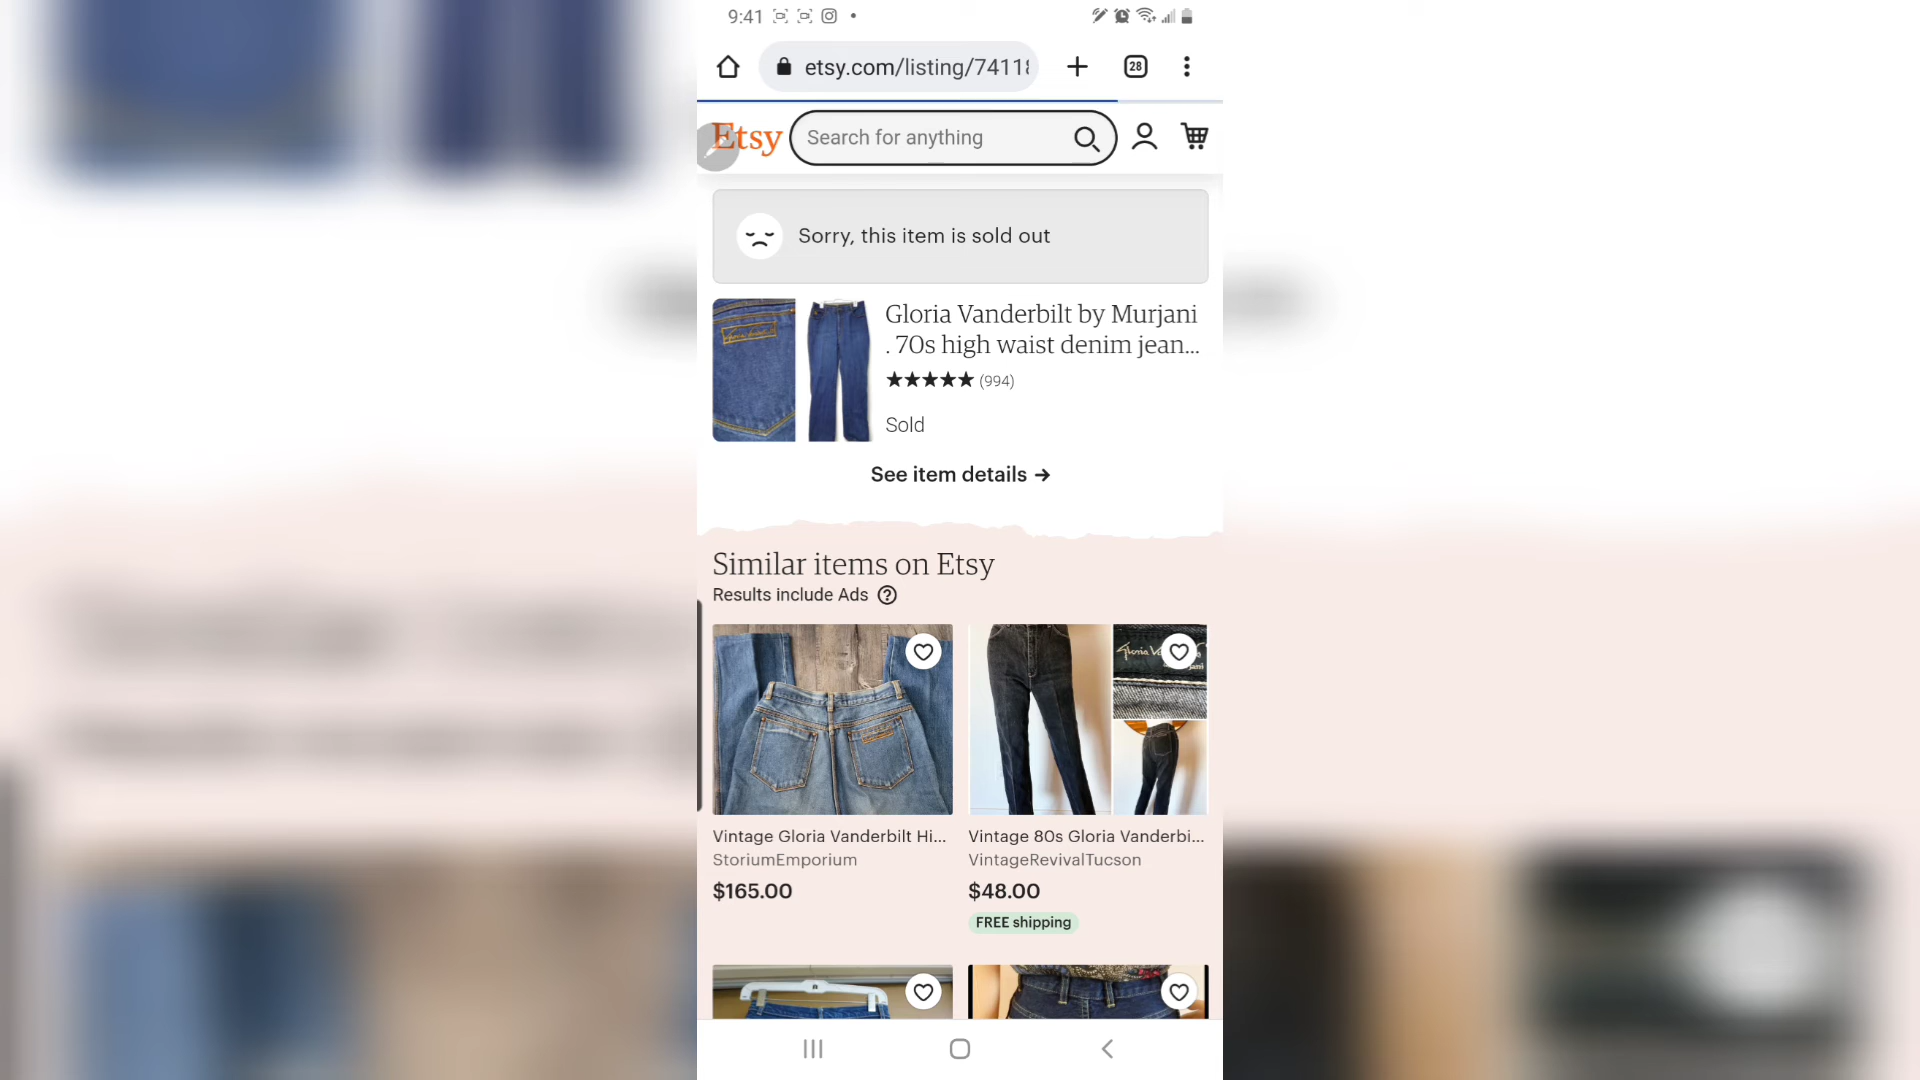 9:41
etsy.com/listing/74118
28
Etsy
Search for anything
Sorry, this item is sold out
Gloria Vanderbilt by Murjani
. 70s high waist denim jean...
(994)
Sold
See item details →
Similar items on Etsy
Results include Ads
Vintage Gloria Vanderbilt Hi...
StoriumEmporium
$165.00
Vintage 80s Gloria Vanderbi...
VintageRevivalTucson
$48.00
FREE shipping